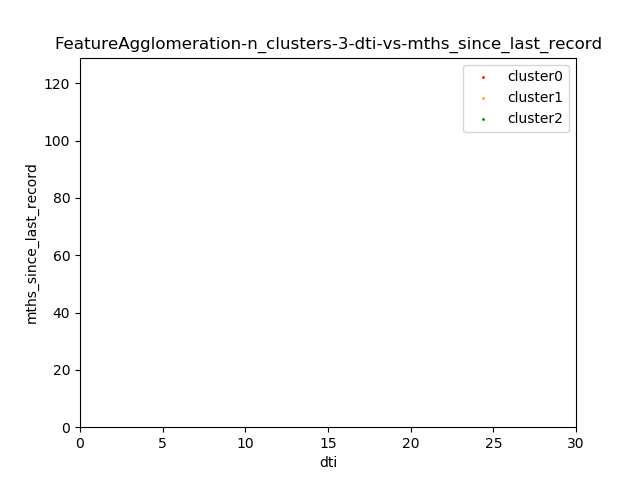 FeatureAgglomeration-n_clusters-3-dti-vs-mths_since_last_record
cluster0
cluster1
cluster2
mths_since_last_record
120
100
80
60
40
20
0
0 5 10 15 20 25 30
dti